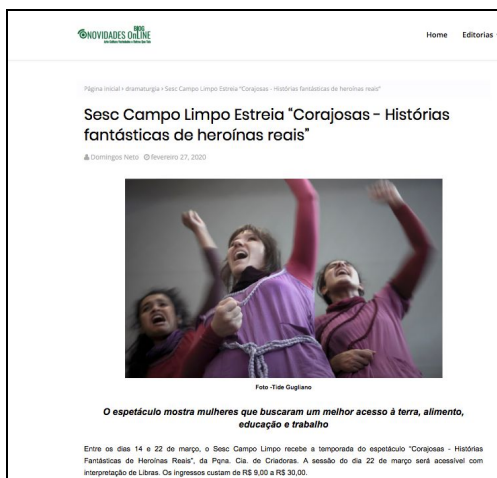 BLOG
NOVIDADES OnLINE
Home Editorias
Página inicial › dramaturgia › Sesc Campo Limpo Estreia "Corajosas - Histórias fantásticas de heroínas reais"
Sesc Campo Limpo Estreia “Corajosas – Histórias
fantásticas de heroínas reais”
Domingos Neto fevereiro 27, 2020
Foto -Tide Gugliano
O espetáculo mostra mulheres que buscaram um melhor acesso à terra, alimento,
educação e trabalho
Entre os dias 14 e 22 de março, o Sesc Campo Limpo recebe a temporada do espetáculo "Corajosas - Histórias
Fantásticas de Heroínas Reais", da Pqna. Cia. de Criadoras. A sessão do dia 22 de março será acessível com
interpretação de Libras. Os ingressos custam de R$ 9,00 a R$ 30,00.